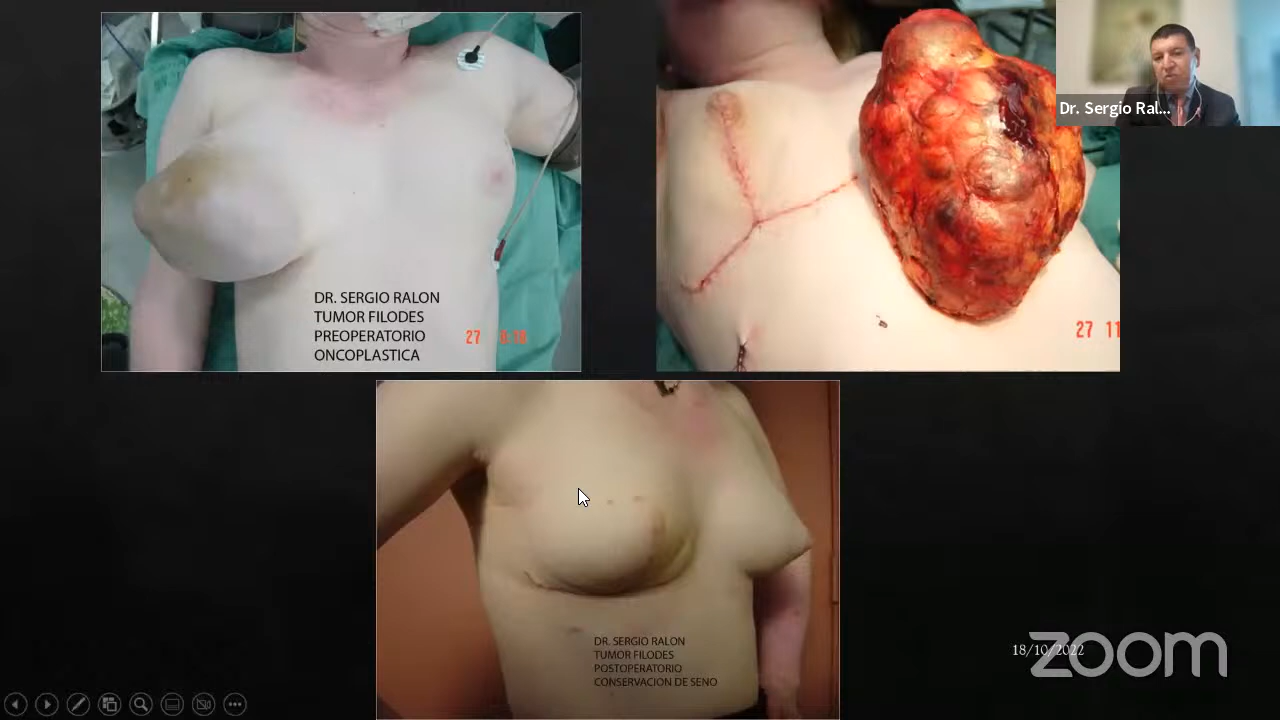 Dr. Sergio Ral...
DR. SERGIO RALON
TUMOR FILODES
PREOPERATORIO
ONCOPLASTICA
27
27 11
DR. SERGIO RALON
TUMOR FILODES
POSTOPERATORIO
CONSERVACION DE SENO
18/10/2022
zoom